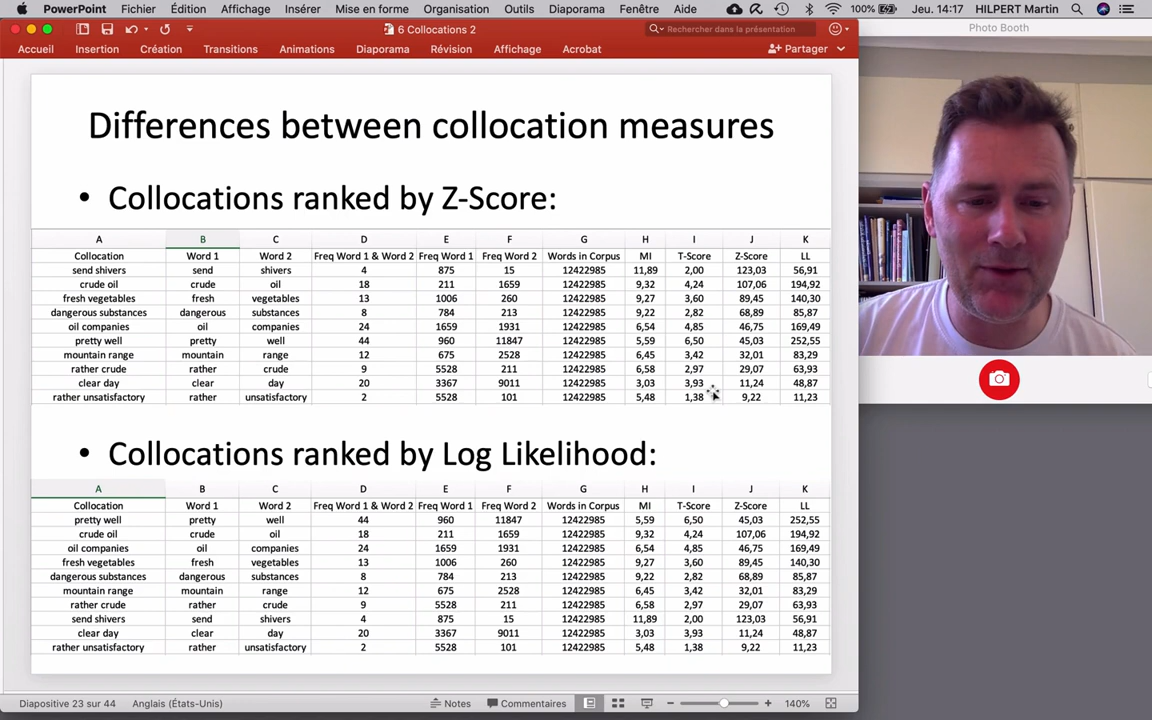 PowerPoint Fichier Édition Affichage Insérer Mise en forme Organisation Outils Diaporama Fenêtre Aide 100% Jeu. 14:17 HILPERT Martin
6 Collocations 2 Rechercher dans la présentation Photo Booth
Accueil Insertion Création Transitions Animations Diaporama Révision Affichage Acrobat Partager
Differences between collocation measures
• Collocations ranked by Z-Score:
A B C D E F G H I J K
Collocation Word 1 Word 2 Freq Word 1 & Word 2 Freq Word 1 Freq Word 2 Words in Corpus MI T-Score Z-Score LL
send shivers send shivers 4 875 15 12422985 11,89 2,00 123,03 56,91
crude oil crude oil 18 211 1659 12422985 9,32 4,24 107,06 194,92
fresh vegetables fresh vegetables 13 1006 260 12422985 9,27 3,60 89,45 140,30
dangerous substances dangerous substances 8 784 213 12422985 9,22 2,82 68,89 85,87
oil companies oil companies 24 1659 1931 12422985 6,54 4,85 46,75 169,49
pretty well pretty well 44 960 11847 12422985 5,59 6,50 45,03 252,55
mountain range mountain range 12 675 2528 12422985 6,45 3,42 32,01 83,29
rather crude rather crude 9 5528 211 12422985 6,58 2,97 29,07 63,93
clear day clear day 20 3367 9011 12422985 3,03 3,93 11,24 48,87
rather unsatisfactory rather unsatisfactory 2 5528 101 12422985 5,48 1,38 9,22 11,23
• Collocations ranked by Log Likelihood:
A B C D E F G H I J K
Collocation Word 1 Word 2 Freq Word 1 & Word 2 Freq Word 1 Freq Word 2 Words in Corpus MI T-Score Z-Score LL
pretty well pretty well 44 960 11847 12422985 5,59 6,50 45,03 252,55
crude oil crude oil 18 211 1659 12422985 9,32 4,24 107,06 194,92
oil companies oil companies 24 1659 1931 12422985 6,54 4,85 46,75 169,49
fresh vegetables fresh vegetables 13 1006 260 12422985 9,27 3,60 89,45 140,30
dangerous substances dangerous substances 8 784 213 12422985 9,22 2,82 68,89 85,87
mountain range mountain range 12 675 2528 12422985 6,45 3,42 32,01 83,29
rather crude rather crude 9 5528 211 12422985 6,58 2,97 29,07 63,93
send shivers send shivers 4 875 15 12422985 11,89 2,00 123,03 56,91
clear day clear day 20 3367 9011 12422985 3,03 3,93 11,24 48,87
rather unsatisfactory rather unsatisfactory 2 5528 101 12422985 5,48 1,38 9,22 11,23
Diapositive 23 sur 44 Anglais (États-Unis) Notes Commentaires 140%